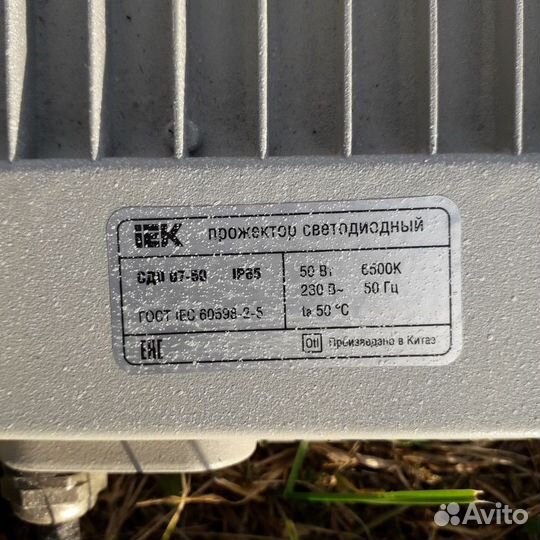 IEK прожектор светодиодный
СДО 07-50 IP65
50 Вт 6500K
230 В~ 50 Гц
ГОСТ IEC 60598-2-5
ta 50 °C
EAC
Произведено в Китае
Avito